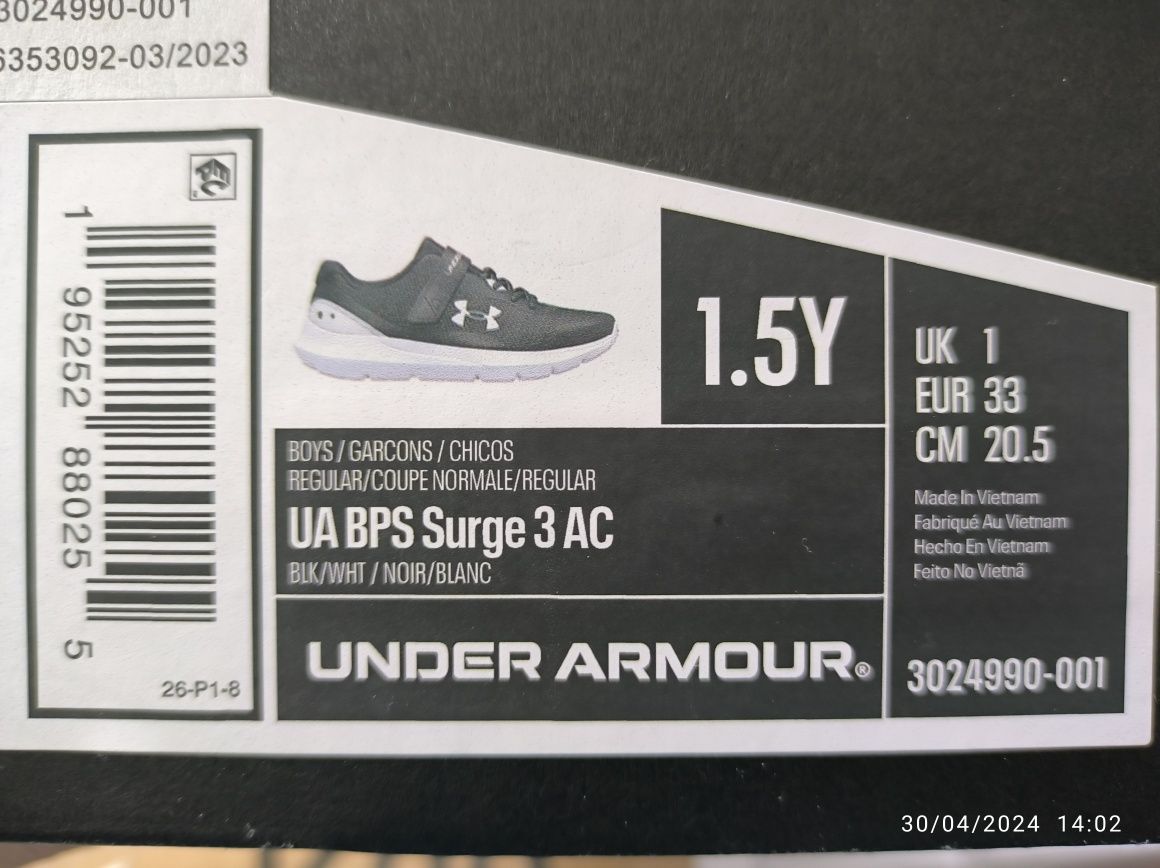 3024990-001
6353092-03/2023
1 95252 88025 5
26-P1-8
1.5Y
UK 1
EUR 33
CM 20.5
Made In Vietnam
Fabriqué Au Vietnam
Hecho En Vietnam
Feito No Vietnã
3024990-001
BOYS / GARCONS / CHICOS
REGULAR/COUPE NORMALE/REGULAR
UA BPS Surge 3 AC
BLK/WHT / NOIR/BLANC
UNDER ARMOUR®
30/04/2024 14:02